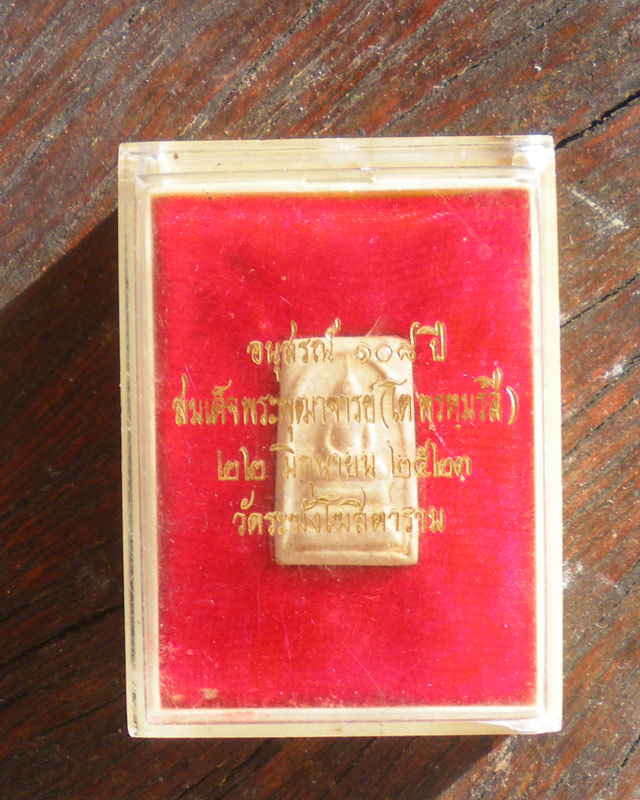 อนุสรณ์ ๑๐๘ ปี
สมเด็จพระพุฒาจารย์(โต พรหมรํสี)
๒๒ มิถุนายน ๒๕๒๓
วัดระฆังโฆสิตาราม